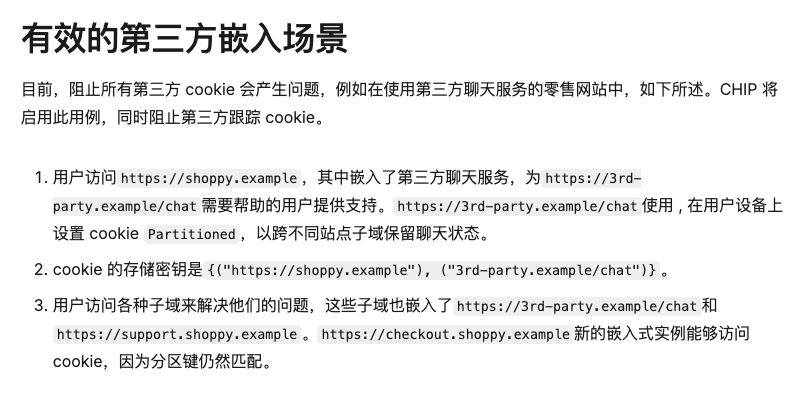 有效的第三方嵌入场景
目前，阻止所有第三方 cookie 会产生问题，例如在使用第三方聊天服务的零售网站中，如下所述。CHIP 将
启用此用例，同时阻止第三方跟踪 cookie。
1. 用户访问 https://shoppy.example ，其中嵌入了第三方聊天服务，为 https://3rd-
party.example/chat 需要帮助的用户提供支持。 https://3rd-party.example/chat 使用 , 在用户设备上
设置 cookie Partitioned ，以跨不同站点子域保留聊天状态。
2. cookie 的存储密钥是 {("https://shoppy.example"), ("3rd-party.example/chat")} 。
3. 用户访问各种子域来解决他们的问题，这些子域也嵌入了 https://3rd-party.example/chat 和
https://support.shoppy.example 。 https://checkout.shoppy.example 新的嵌入式实例能够访问
cookie，因为分区键仍然匹配。